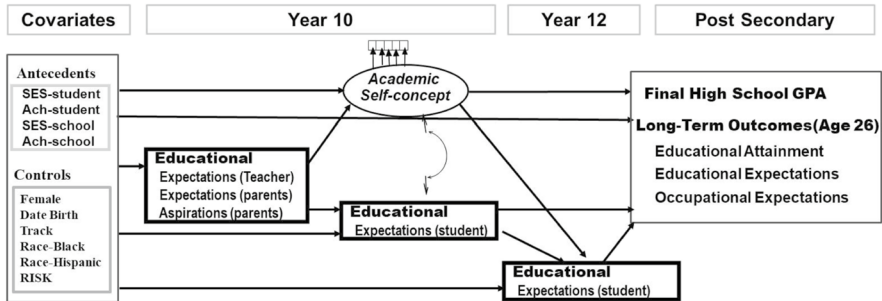 Covariates
Year 10
Year 12
Post Secondary
Antecedents
SES-student
Ach-student
SES-school
Ach-school
Controls
Female
Date Birth
Track
Race-Black
Race-Hispanic
RISK
Academic
Self-concept
Educational
Expectations (Teacher)
Expectations (parents)
Aspirations (parents)
Educational
Expectations (student)
Educational
Expectations (student)
Final High School GPA
Long-Term Outcomes(Age 26)
Educational Attainment
Educational Expectations
Occupational Expectations